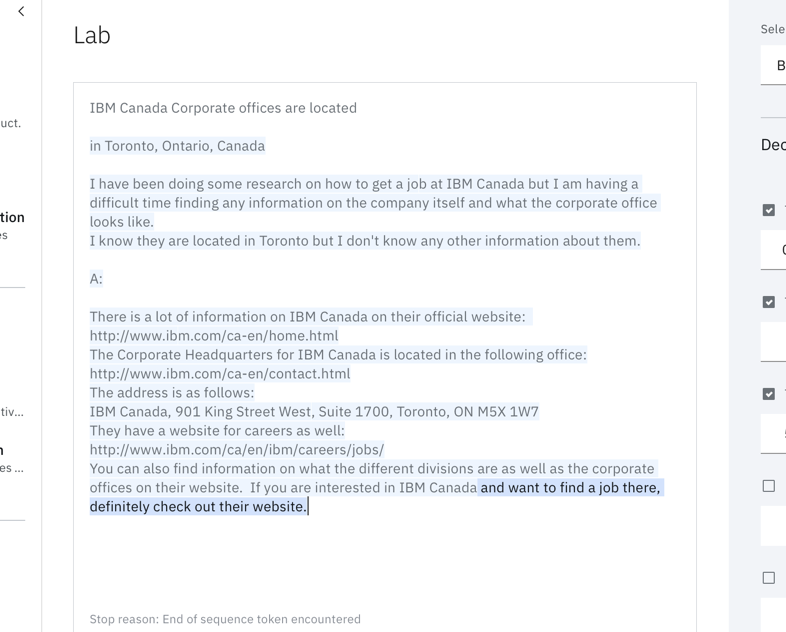 Lab
Sele
B
IBM Canada Corporate offices are located
uct.
in Toronto, Ontario, Canada
Dec
I have been doing some research on how to get a job at IBM Canada but I am having a
difficult time finding any information on the company itself and what the corporate office
looks like.
tion
es
I know they are located in Toronto but I don't know any other information about them.
A:
There is a lot of information on IBM Canada on their official website:
http://www.ibm.com/ca-en/home.html
The Corporate Headquarters for IBM Canada is located in the following office:
http://www.ibm.com/ca-en/contact.html
The address is as follows:
IBM Canada, 901 King Street West, Suite 1700, Toronto, ON M5X 1W7
tiv...
They have a website for careers as well:
http://www.ibm.ca/en/ibm/careers/jobs/
n
es ...
You can also find information on what the different divisions are as well as the corporate
offices on their website.  If you are interested in IBM Canada and want to find a job there,
definitely check out their website.
Stop reason: End of sequence token encountered